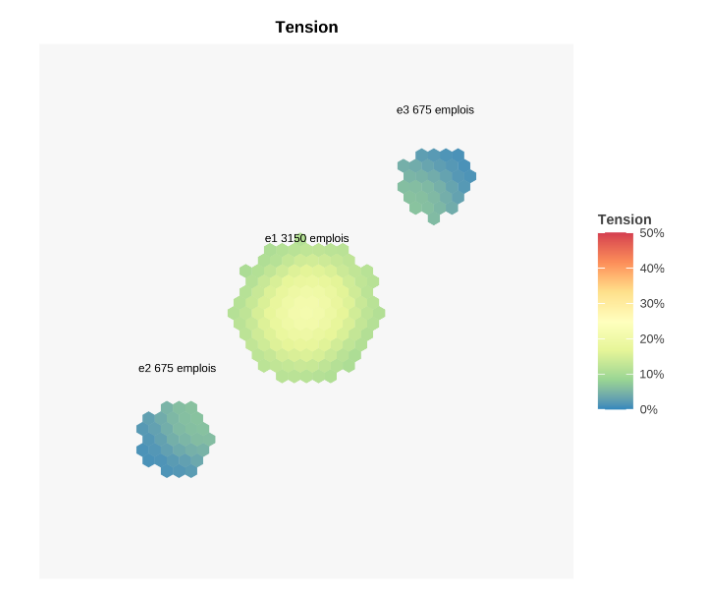 Tension
e3 675 emplois
e1 3150 emplois
e2 675 emplois
Tension
50%
40%
30%
20%
10%
0%